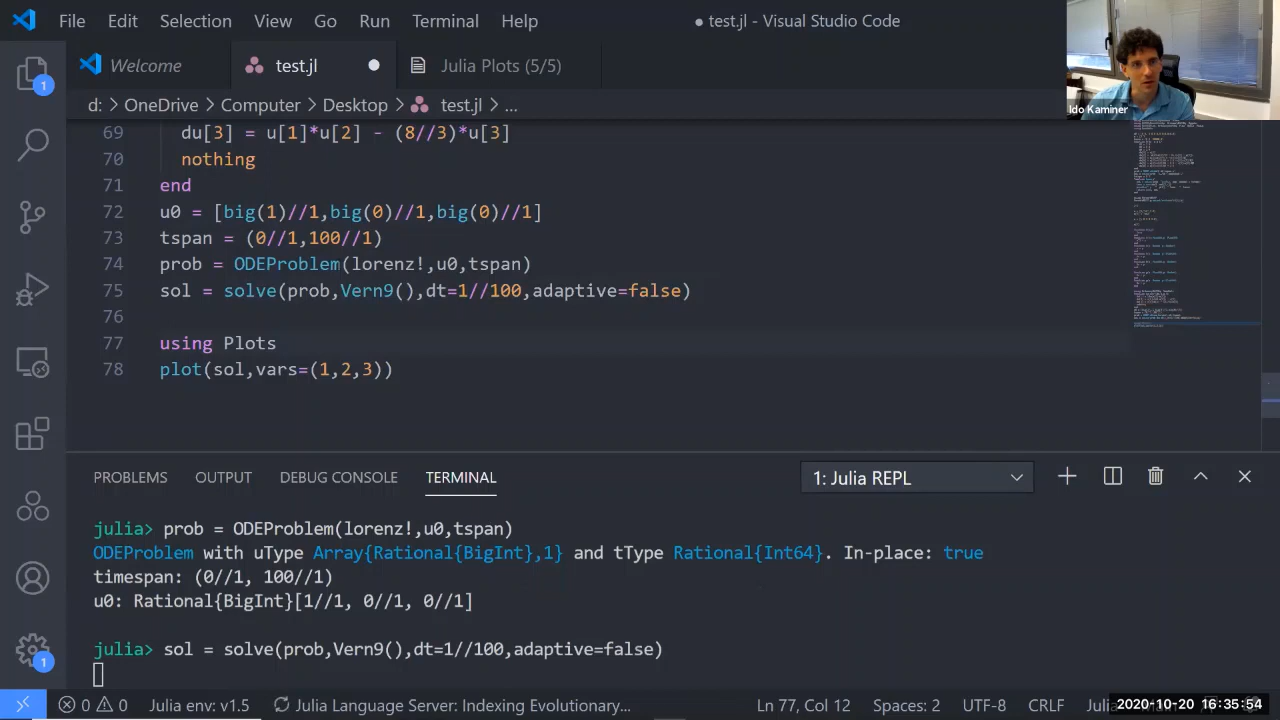 File Edit Selection View Go Run Terminal Help
● test.jl - Visual Studio Code
Ido Kaminer
Welcome
test.jl
Julia Plots (5/5)
d: > OneDrive > Computer > Desktop > test.jl > ...
69 du[3] = u[1]*u[2] - (8//3)*u[3]
70 nothing
71 end
72 u0 = [big(1)//1,big(0)//1,big(0)//1]
73 tspan = (0//1,100//1)
74 prob = ODEProblem(lorenz!,u0,tspan)
75 sol = solve(prob,Vern9(),dt=1//100,adaptive=false)
76
77 using Plots
78 plot(sol,vars=(1,2,3))
PROBLEMS OUTPUT DEBUG CONSOLE TERMINAL
1: Julia REPL
julia> prob = ODEProblem(lorenz!,u0,tspan)
ODEProblem with uType Array{Rational{BigInt},1} and tType Rational{Int64}. In-place: true
timespan: (0//1, 100//1)
u0: Rational{BigInt}[1//1, 0//1, 0//1]
julia> sol = solve(prob,Vern9(),dt=1//100,adaptive=false)
1
1
0 0 Julia env: v1.5 Julia Language Server: Indexing Evolutionary... Ln 77, Col 12 Spaces: 2 UTF-8 CRLF
2020-10-20 16:35:54